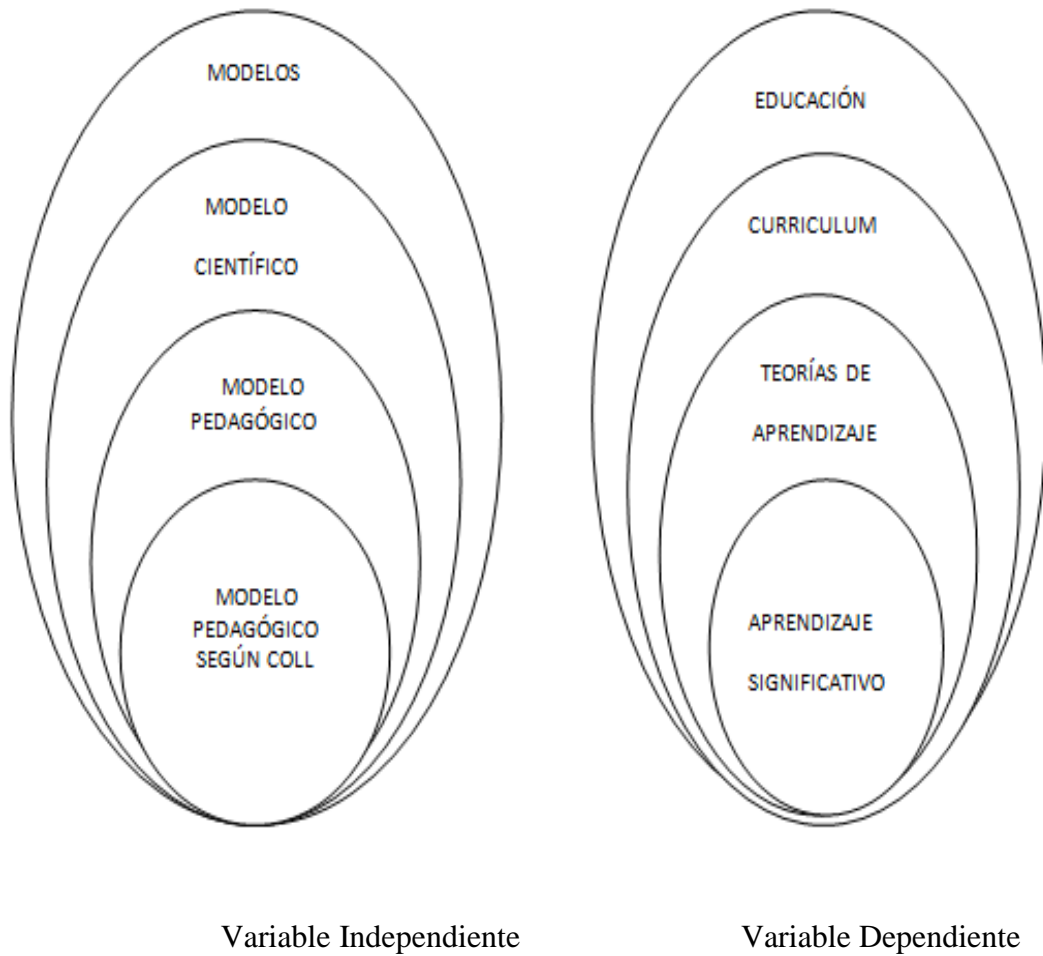 MODELOS
MODELO
CIENTÍFICO
MODELO
PEDAGÓGICO
MODELO
PEDAGÓGICO
SEGÚN COLL
EDUCACIÓN
CURRICULUM
TEORÍAS DE
APRENDIZAJE
APRENDIZAJE
SIGNIFICATIVO
Variable Independiente
Variable Dependiente